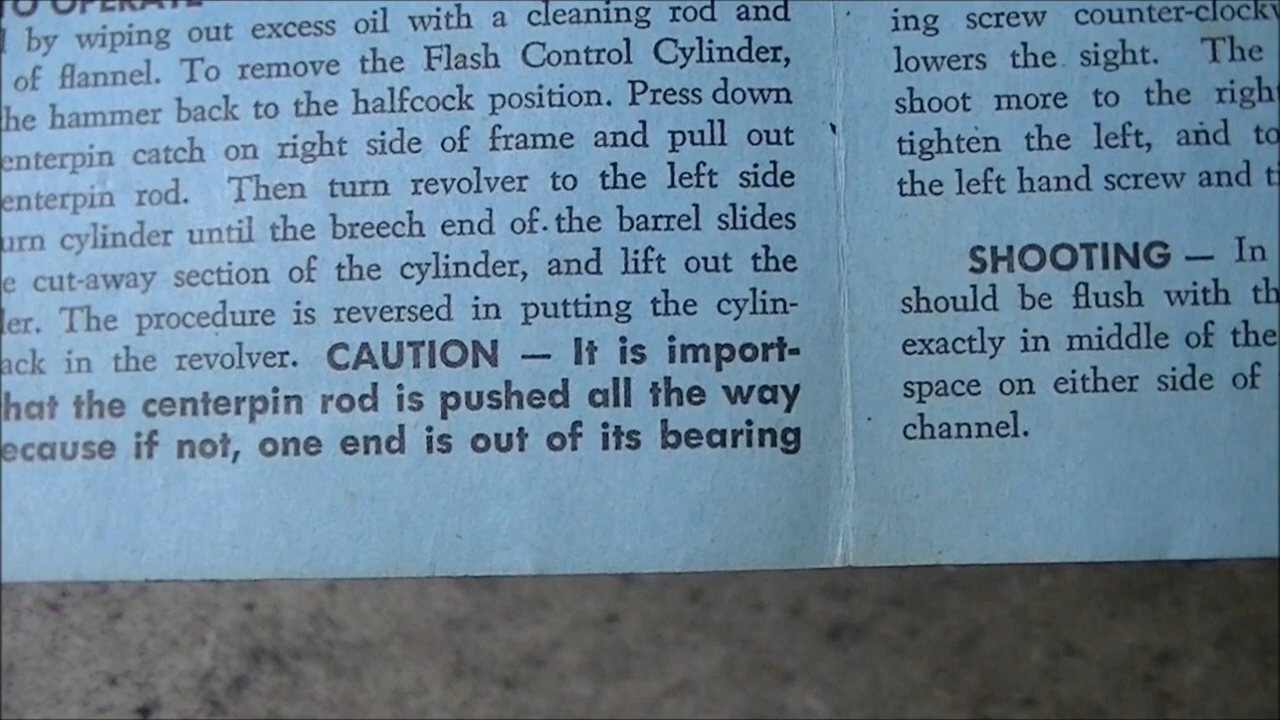 TO OPERATE
by wiping out excess oil with a cleaning rod and
of flannel. To remove the Flash Control Cylinder,
he hammer back to the halfcock position. Press down
enterpin catch on right side of frame and pull out
enterpin rod. Then turn revolver to the left side
urn cylinder until the breech end of the barrel slides
e cut-away section of the cylinder, and lift out the
ler. The procedure is reversed in putting the cylin-
ack in the revolver. CAUTION — It is import-
hat the centerpin rod is pushed all the way
ecause if not, one end is out of its bearing
ing screw counter-clock
lowers the sight. The
shoot more to the righ
tighten the left, and to
the left hand screw and t
SHOOTING — In
should be flush with th
exactly in middle of the
space on either side of
channel.